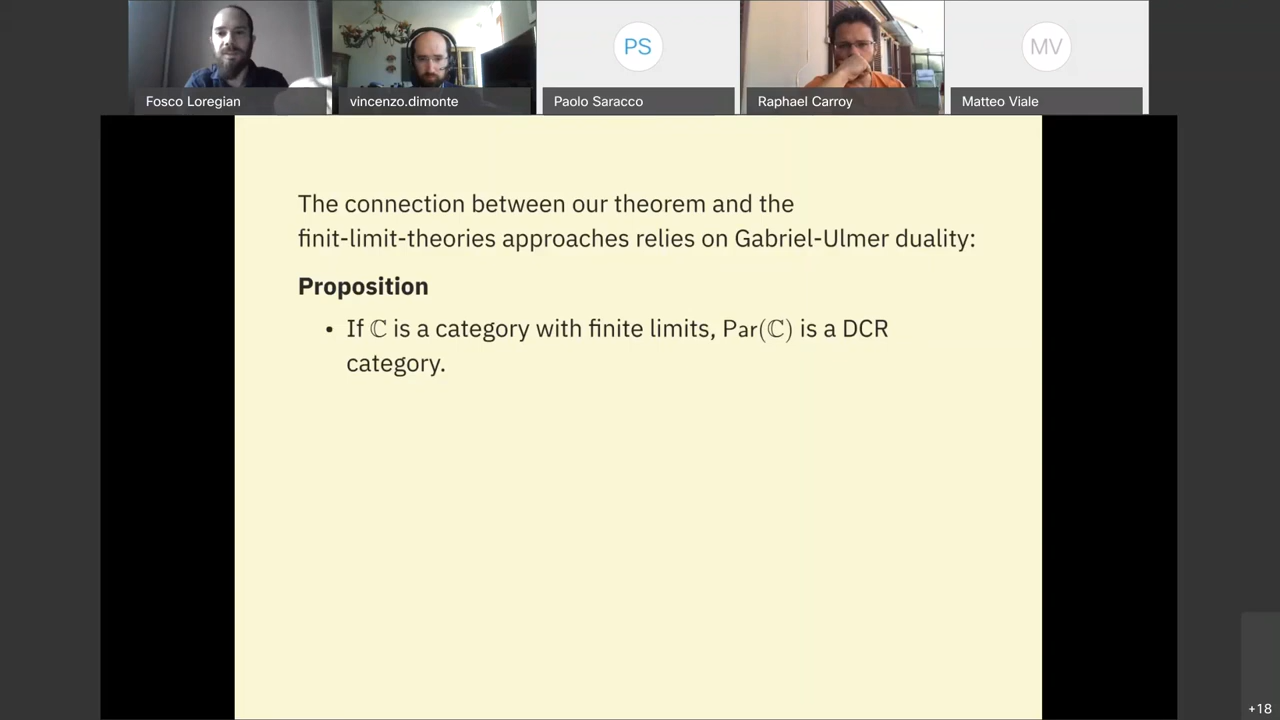 PS
MV
Fosco Loregian
vincenzo.dimonte
Paolo Saracco
Raphael Carroy
Matteo Viale
The connection between our theorem and the
finit-limit-theories approaches relies on Gabriel-Ulmer duality:
Proposition
• If ℂ is a category with finite limits, Par(ℂ) is a DCR
category.
+18